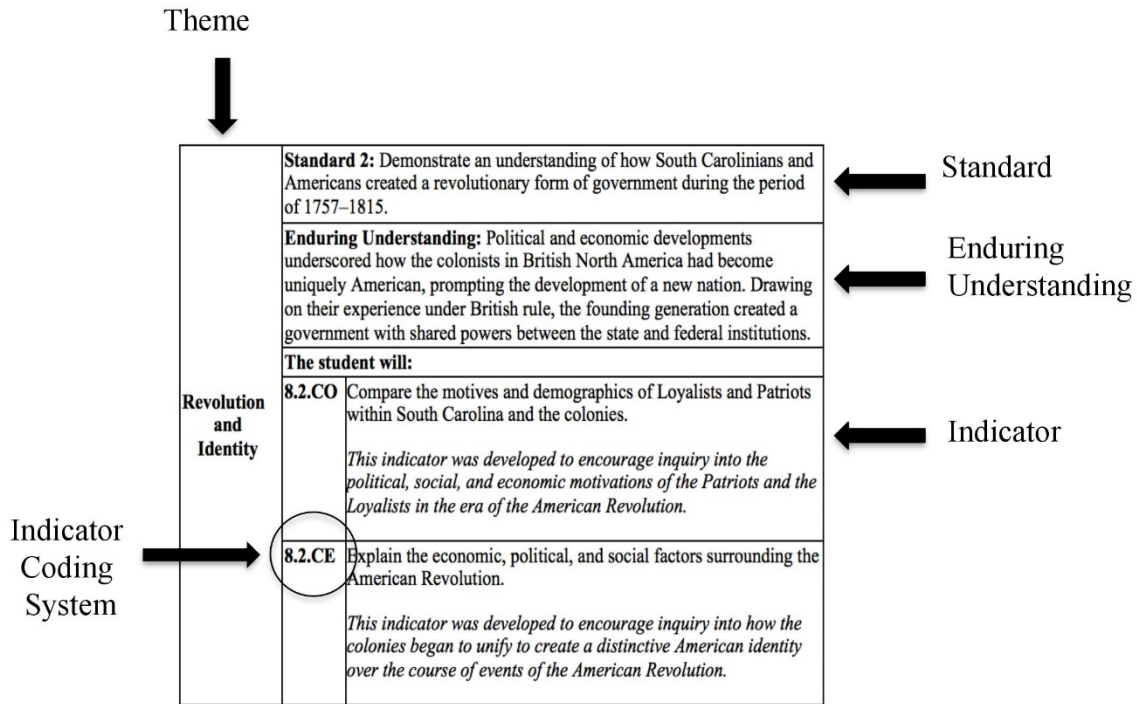 Theme
Standard 2: Demonstrate an understanding of how South Carolinians and
Americans created a revolutionary form of government during the period
of 1757–1815.
Standard
Enduring Understanding: Political and economic developments
underscored how the colonists in British North America had become
uniquely American, prompting the development of a new nation. Drawing
on their experience under British rule, the founding generation created a
government with shared powers between the state and federal institutions.
Enduring
Understanding
The student will:
Revolution
and
Identity
8.2.CO
Compare the motives and demographics of Loyalists and Patriots
within South Carolina and the colonies.
This indicator was developed to encourage inquiry into the
political, social, and economic motivations of the Patriots and the
Loyalists in the era of the American Revolution.
Indicator
Indicator
Coding
System
8.2.CE
Explain the economic, political, and social factors surrounding the
American Revolution.
This indicator was developed to encourage inquiry into how the
colonies began to unify to create a distinctive American identity
over the course of events of the American Revolution.